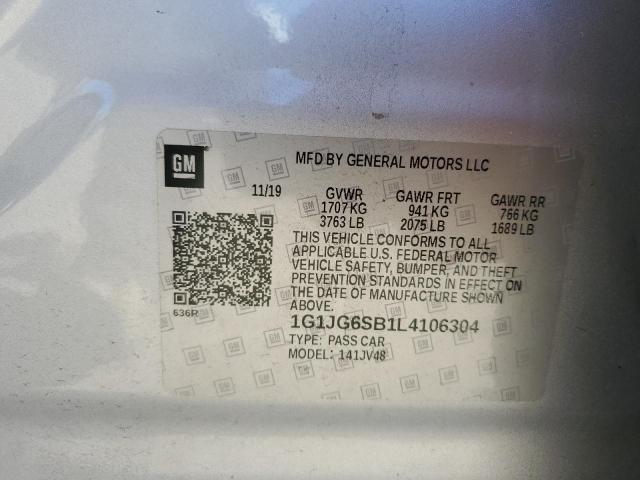 GM
MFD BY GENERAL MOTORS LLC
11/19
GVWR GAWR FRT GAWR RR
1707 KG 941 KG 766 KG
3763 LB 2075 LB 1689 LB
THIS VEHICLE CONFORMS TO ALL
APPLICABLE U.S. FEDERAL MOTOR
VEHICLE SAFETY, BUMPER, AND THEFT
PREVENTION STANDARDS IN EFFECT ON
THE DATE OF MANUFACTURE SHOWN
ABOVE.
636R
1G1JG6SB1L4106304
TYPE: PASS CAR
MODEL: 141JV48